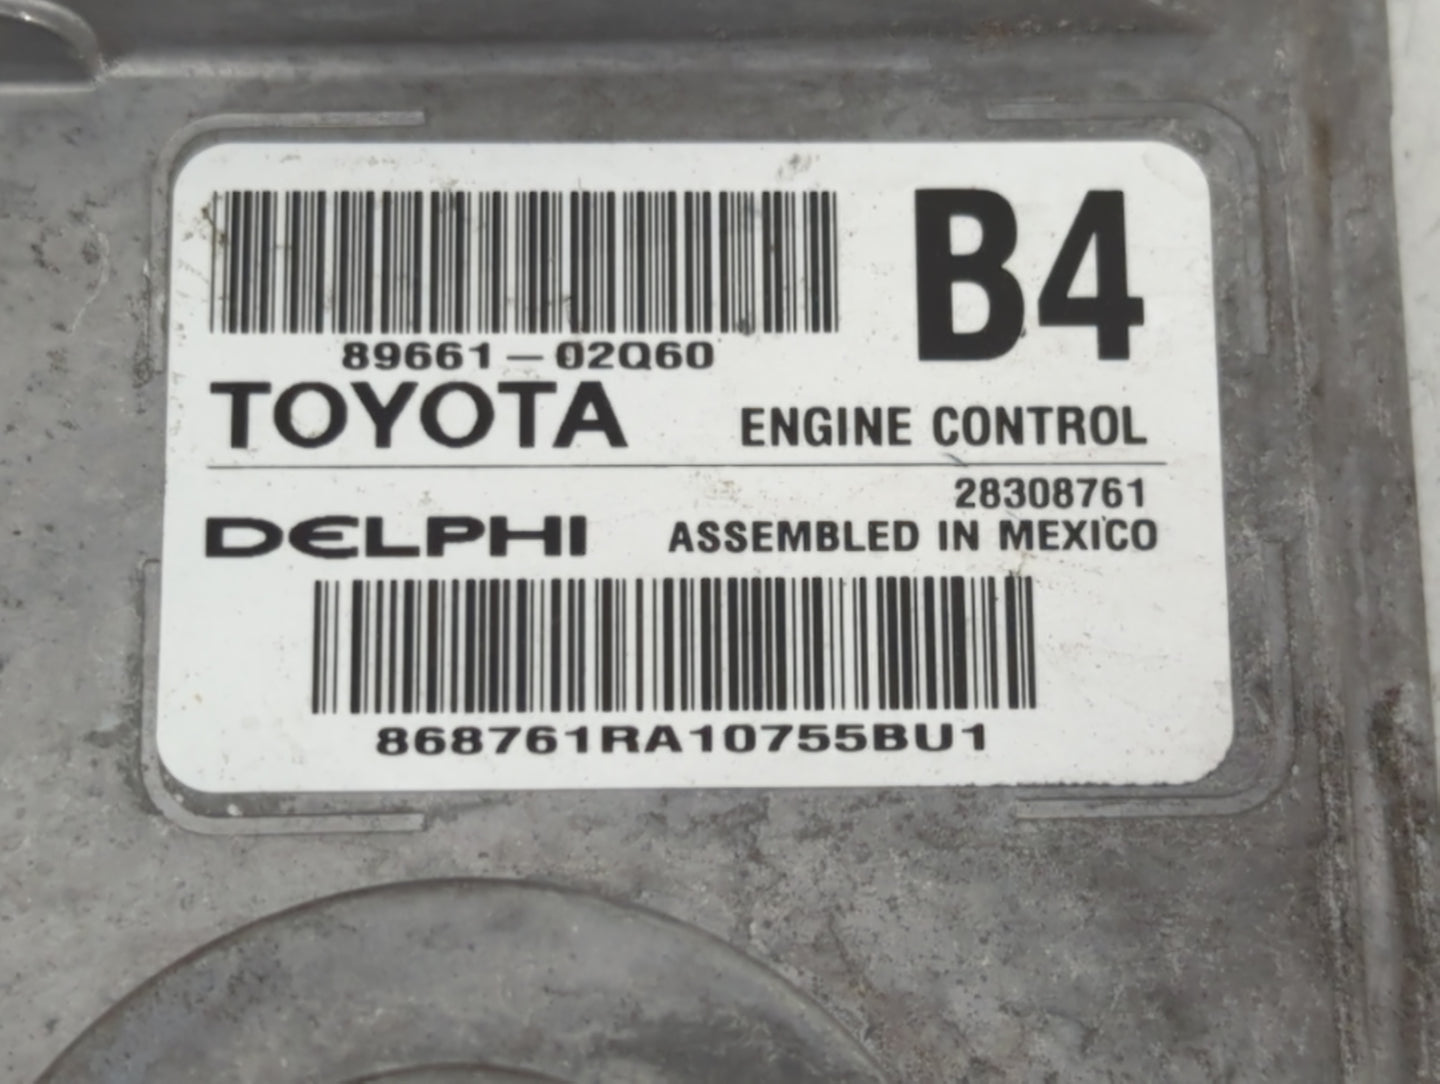 B4
89661-02Q60
TOYOTA ENGINE CONTROL
28308761
DELPHI ASSEMBLED IN MEXICO
868761RA10755BU1